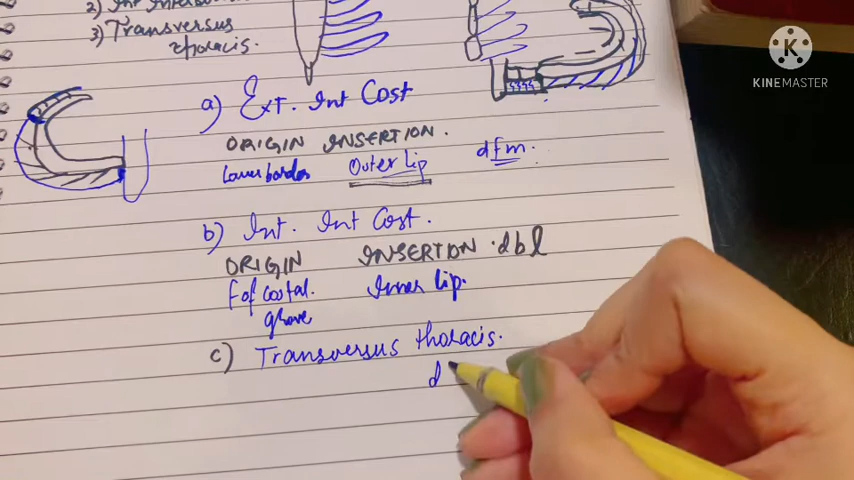 3) Transversus
thoracis.
a) Ext. Int Cost
ORIGIN INSERTION.
Lower border Outer lip dfm.
b) Int. Int Cost.
ORIGIN INSERTION. dbl
f of costal. Inner lip.
grove
c) Transversus thoracis.
d
K
KINEMASTER